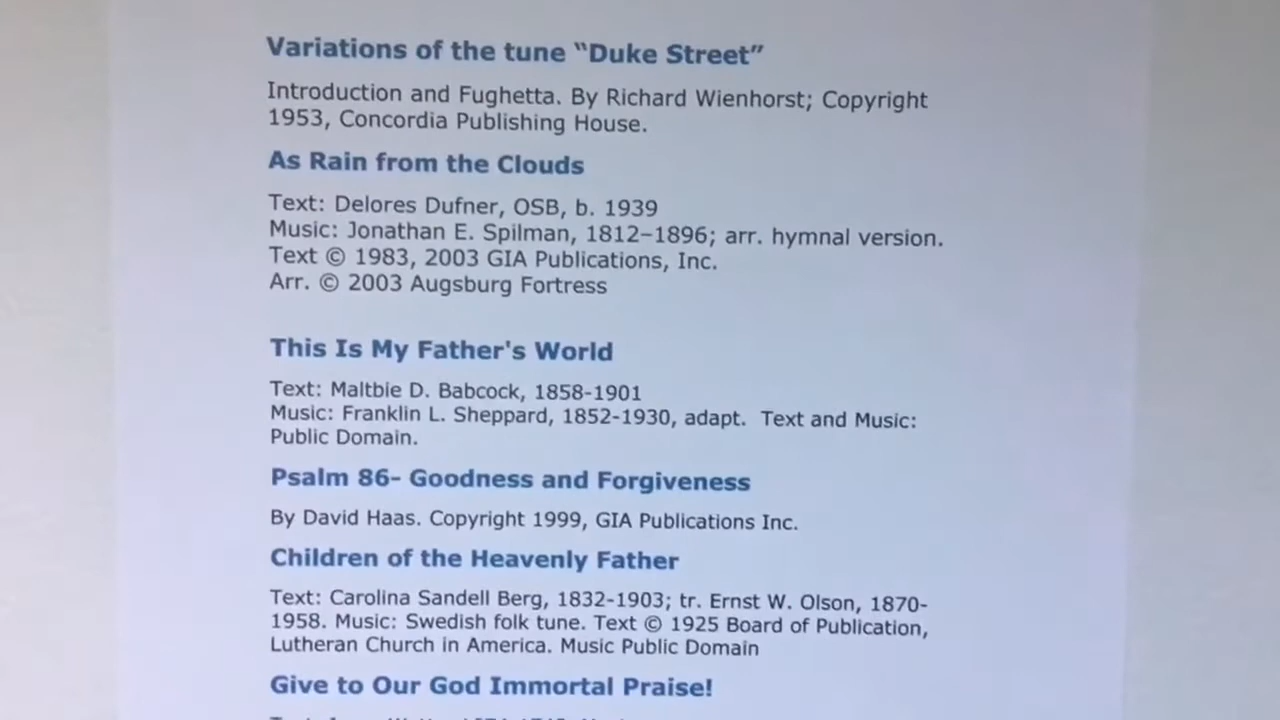 Variations of the tune “Duke Street”
Introduction and Fughetta. By Richard Wienhorst; Copyright
1953, Concordia Publishing House.
As Rain from the Clouds
Text: Delores Dufner, OSB, b. 1939
Music: Jonathan E. Spilman, 1812–1896; arr. hymnal version.
Text © 1983, 2003 GIA Publications, Inc.
Arr. © 2003 Augsburg Fortress
This Is My Father's World
Text: Maltbie D. Babcock, 1858-1901
Music: Franklin L. Sheppard, 1852-1930, adapt.  Text and Music:
Public Domain.
Psalm 86- Goodness and Forgiveness
By David Haas. Copyright 1999, GIA Publications Inc.
Children of the Heavenly Father
Text: Carolina Sandell Berg, 1832-1903; tr. Ernst W. Olson, 1870-
1958. Music: Swedish folk tune. Text © 1925 Board of Publication,
Lutheran Church in America. Music Public Domain
Give to Our God Immortal Praise!